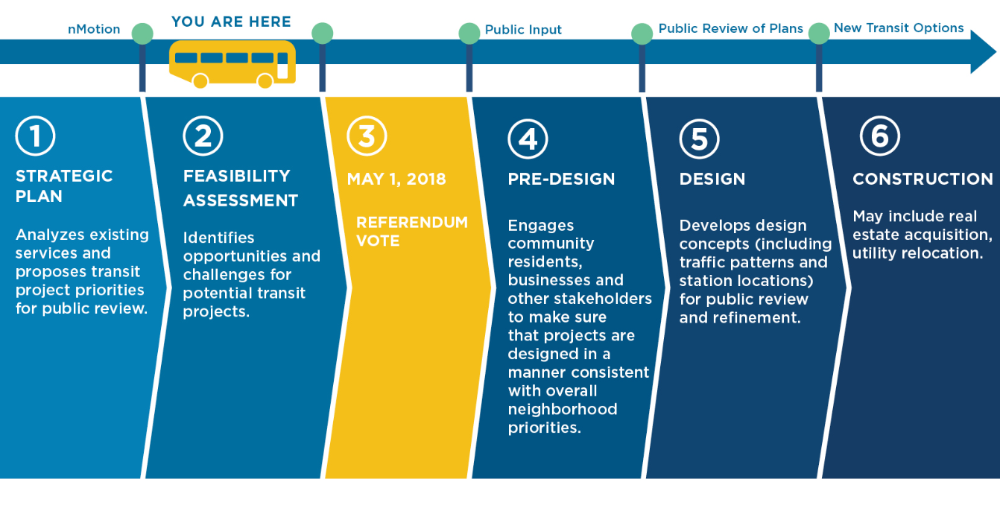 nMotion
YOU ARE HERE
Public Input
Public Review of Plans
New Transit Options
1
STRATEGIC
PLAN
Analyzes existing
services and
proposes transit
project priorities
for public review.
2
FEASIBILITY
ASSESSMENT
Identifies
opportunities and
challenges for
potential transit
projects.
3
MAY 1, 2018
REFERENDUM
VOTE
4
PRE-DESIGN
Engages
community
residents,
businesses and
other stakeholders
to make sure
that projects are
designed in a
manner consistent
with overall
neighborhood
priorities.
5
DESIGN
Develops design
concepts (including
traffic patterns and
station locations)
for public review
and refinement.
6
CONSTRUCTION
May include real
estate acquisition,
utility relocation.